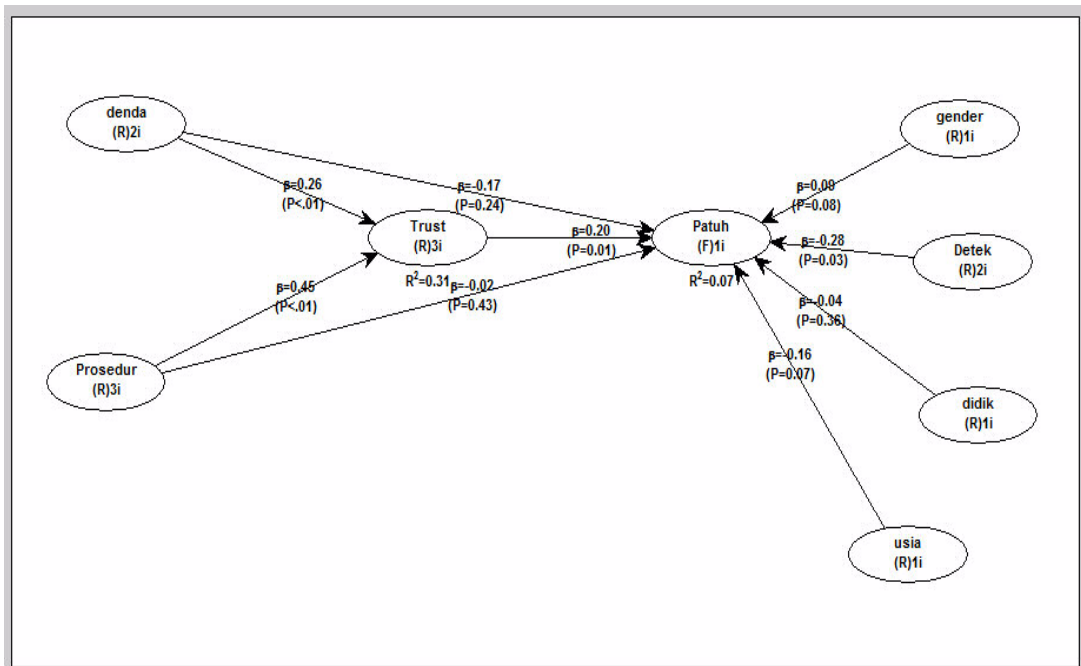 denda
(R)2i
gender
(R)1i
β=0.26
(P<.01)
β=-0.17
(P=0.24)
β=0.09
(P=0.08)
Trust
(R)3i
R²=0.31
β=0.20
(P=0.01)
Patuh
(F)1i
R²=0.07
β=-0.28
(P=0.03)
Detek
(R)2i
β=0.45
(P<.01)
β=-0.02
(P=0.43)
β=-0.04
(P=0.36)
Prosedur
(R)3i
β=-0.16
(P=0.07)
didik
(R)1i
usia
(R)1i